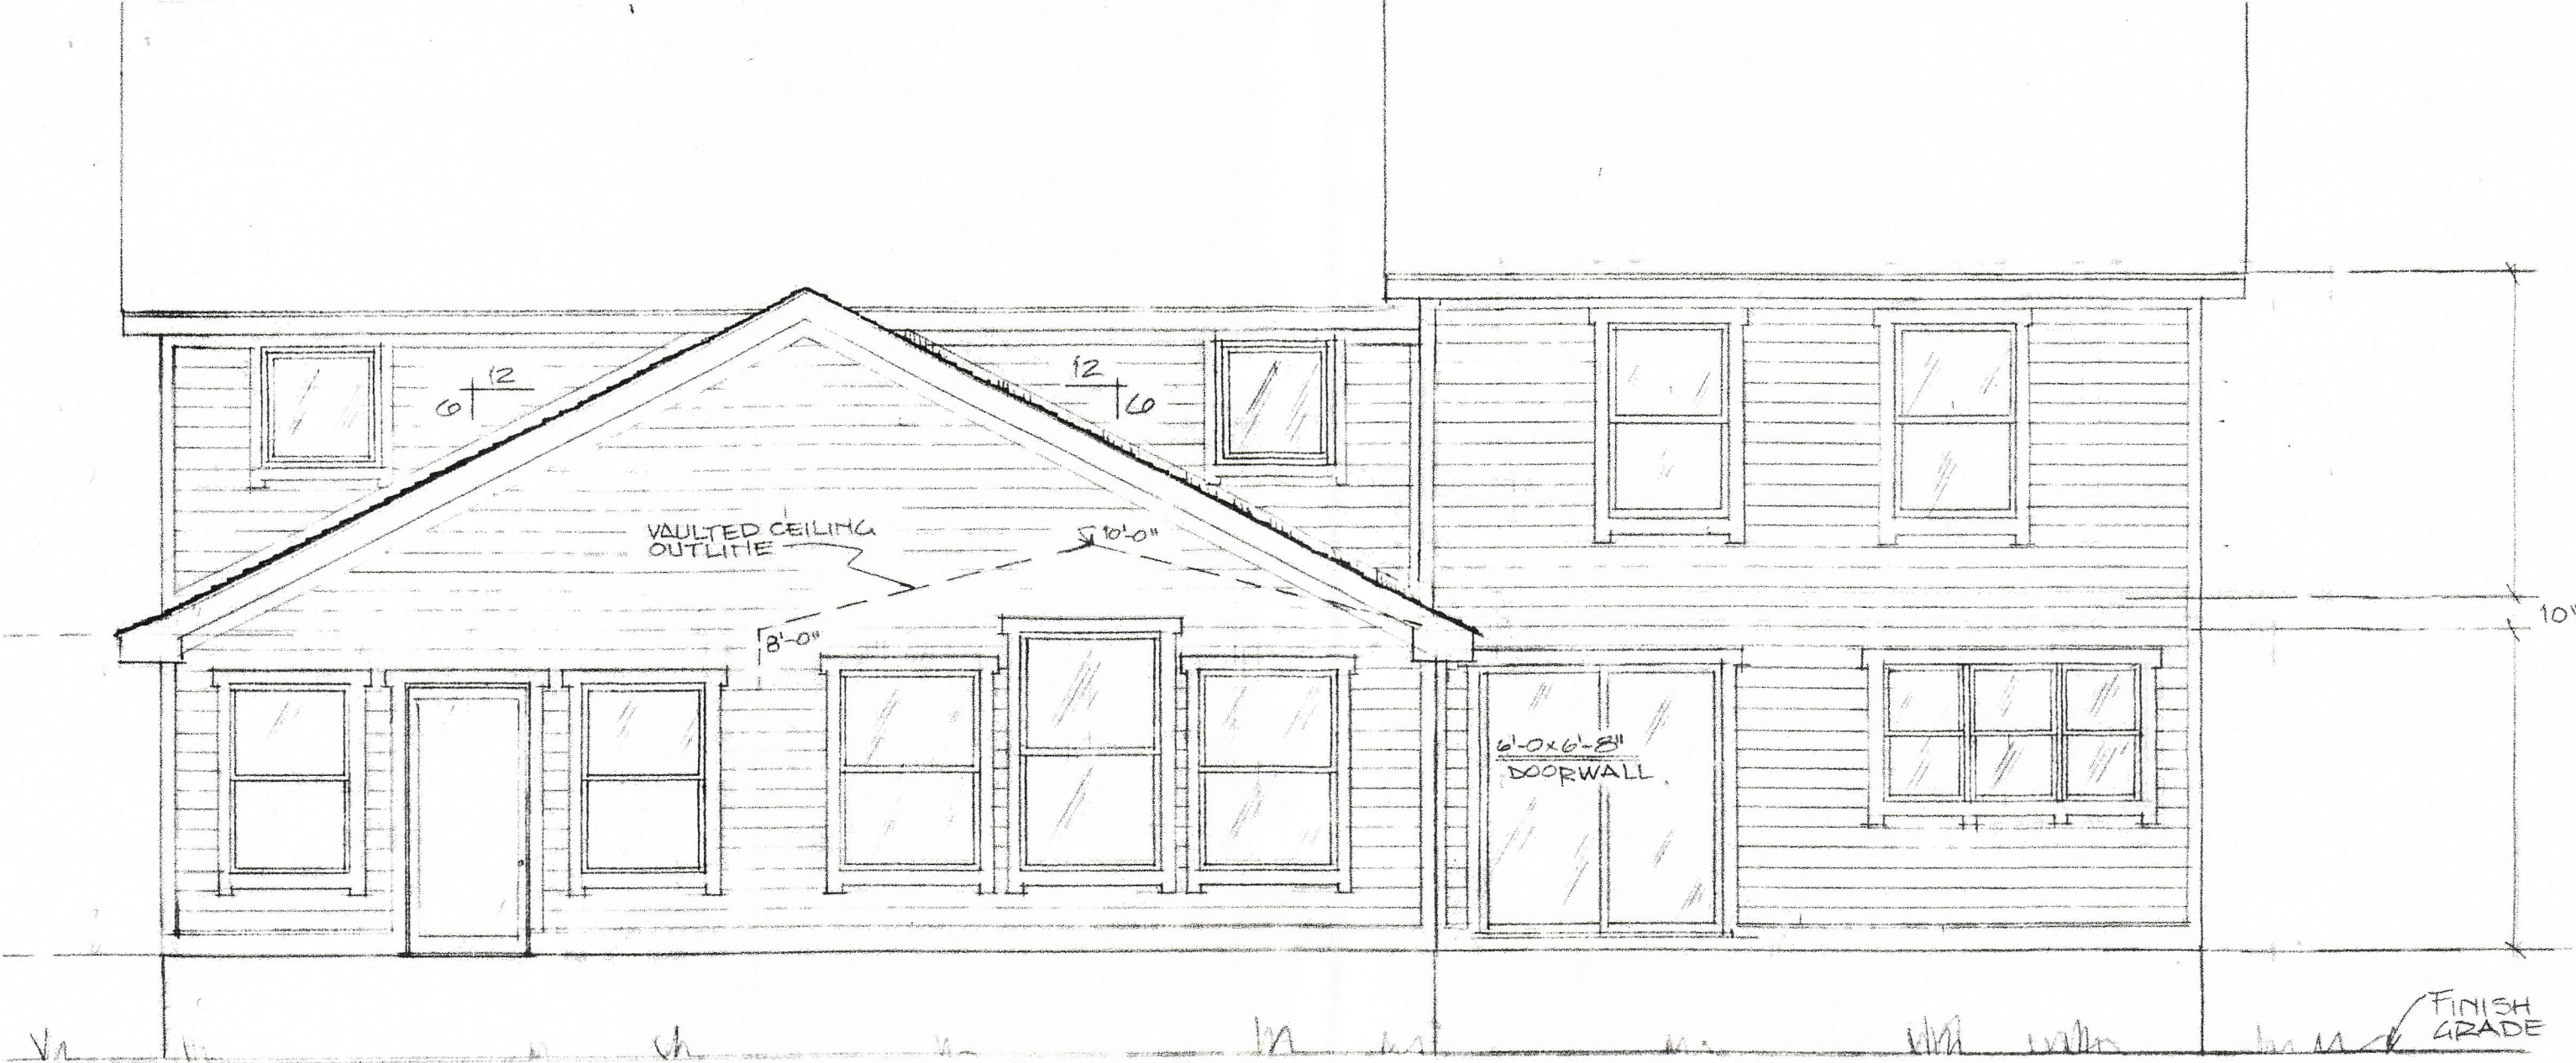 12
6
12
6
VAULTED CEILING
OUTLINE
10'-0"
8'-0"
10"
6'-0x6'-8"
DOORWALL
FINISH
GRADE